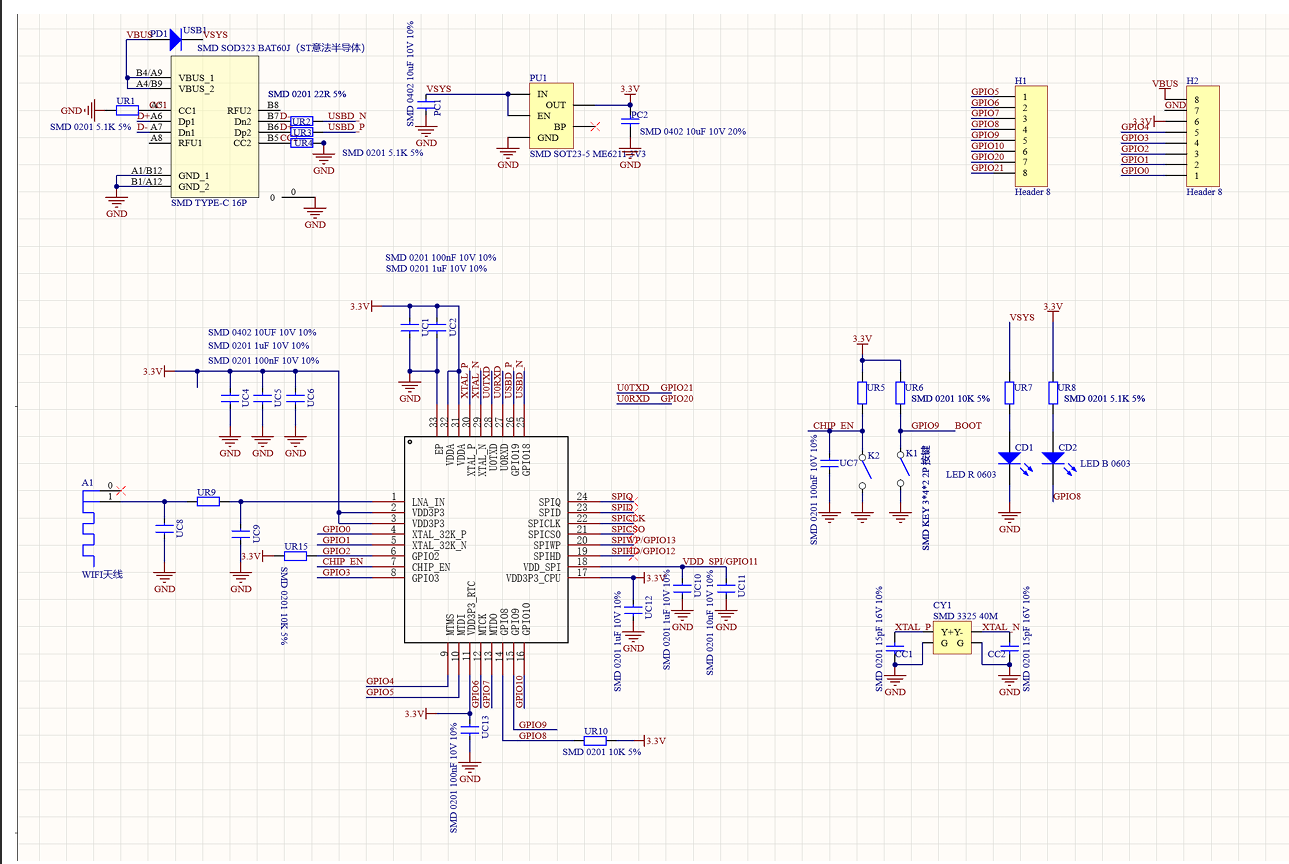 VBUS
PD1
USB1
VSYS
SMD SOD323 BAT60J（ST意法半导体）
B4/A9
A4/B9
VBUS_1
VBUS_2
GND
UR1
CC1
RFU2
B8
SMD 0201 22R 5%
D+
A6
Dp1
Dn2
B7
UR2
USBD_N
SMD 0201 5.1K 5%
D-
A7
Dn1
Dp2
B6
UR3
USBD_P
A8
RFU1
CC2
B5
UR4
SMD 0201 5.1K 5%
GND
A1/B12
B1/A12
GND_1
GND_2
GND
SMD TYPE-C 16P
0
0
GND
SMD 0402 10uF 10V 10%
VSYS
PC1
GND
PU1
IN
OUT
EN
BP
GND
GND
3.3V
PC2
SMD 0402 10uF 10V 20%
GND
H1
GPIO5 1
GPIO6 2
GPIO7 3
GPIO8 4
GPIO9 5
GPIO10 6
GPIO20 7
GPIO21 8
Header 8
H2
VBUS 8
GND 7
3.3V 6
GPIO4 5
GPIO3 4
GPIO2 3
GPIO1 2
GPIO0 1
Header 8
SMD 0201 100nF 10V 10%
SMD 0201 1uF 10V 10%
3.3V
UC1
UC2
GND
SMD 0402 10UF 10V 10%
SMD 0201 1uF 10V 10%
SMD 0201 100nF 10V 10%
3.3V
UC4
UC5
UC6
GND
GND
GND
XTAL_P
XTAL_N
U0TXD
U0RXD
USBD_P
USBD_N
33
32
31
30
29
28
27
26
25
EP
VDDA
VDDA
XTAL_P
XTAL_N
U0TXD
U0RXD
GPIO19
GPIO18
U0TXD GPIO21
U0RXD GPIO20
A1
0
1
WIFI天线
UC8
GND
UR9
UC9
GND
3.3V
UR15
SMD 0201 10K 5%
1 LNA_IN
2 VDD3P3
3 VDD3P3
GPIO0 4 XTAL_32K_P
GPIO1 5 XTAL_32K_N
GPIO2 6 GPIO2
CHIP_EN 7 CHIP_EN
GPIO3 8 GPIO3
SPIQ 24 SPIQ
SPID 23 SPID
SPICLK 22 SPICLK
SPICS0 21 SPICSO
SPIWP 20 SPIWP/GPIO13
SPIHD 19 SPIHD/GPIO12
VDD_SPI 18 VDD_SPI/GPIO11
VDD3P3_CPU 17 3.3V
MTMS
MTDI
VDD3P3_RTC
MTCK
MTDO
GPIO8
GPIO9
GPIO10
9
10
11
12
13
14
15
16
GPIO4
GPIO5
GPIO6
GPIO7
GPIO10
3.3V
UC13
SMD 0201 100nF 10V 10%
GND
GPIO9
GPIO8
UR10
3.3V
SMD 0201 10K 5%
UC12
SMD 0201 1uF 10V 10%
GND
UC10
SMD 0201 1uF 10V 10%
GND
UC11
SMD 0201 10nF 10V 10%
GND
3.3V
UR5
UR6
SMD 0201 10K 5%
CHIP_EN
GPIO9
BOOT
UC7
SMD 0201 100nF 10V 10%
K2
K1
SMD KEY 3*4*2 2P 按键
GND
GND
GND
VSYS
3.3V
UR7
UR8
SMD 0201 5.1K 5%
CD1
CD2
LED R 0603
LED B 0603
GPIO8
GND
CY1
SMD 3325 40M
XTAL_P
XTAL_N
Y+Y-
G G
CC1
CC2
SMD 0201 15pF 16V 10%
SMD 0201 15pF 16V 10%
GND
GND